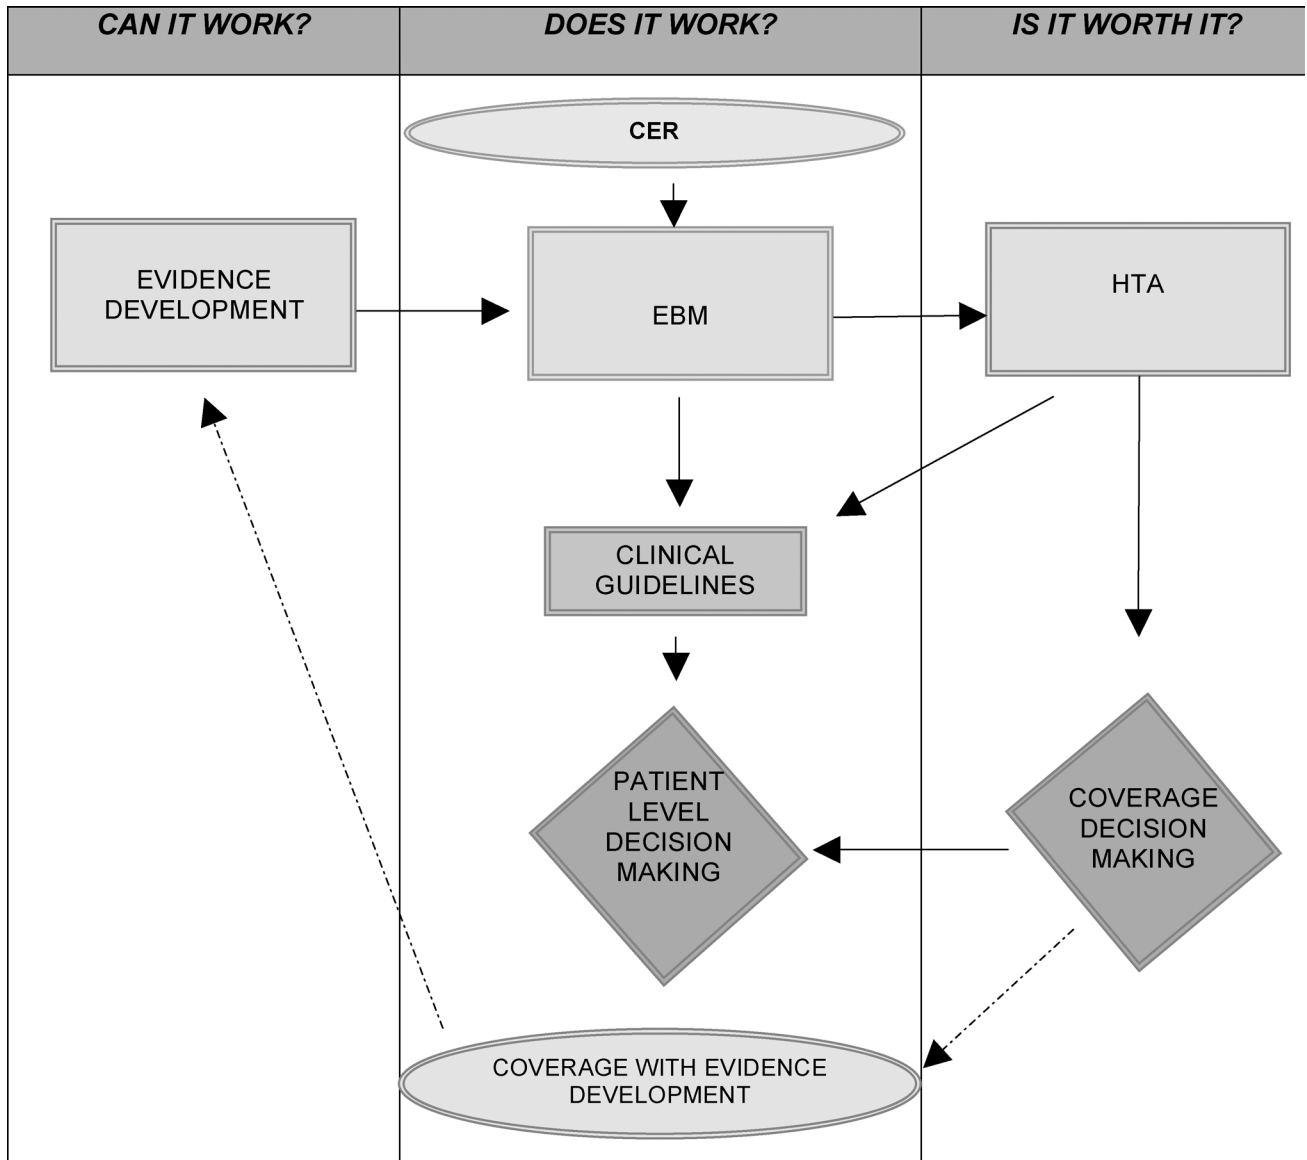 CAN IT WORK?
DOES IT WORK?
IS IT WORTH IT?
CER
EVIDENCE
DEVELOPMENT
EBM
HTA
CLINICAL
GUIDELINES
PATIENT
LEVEL
DECISION
MAKING
COVERAGE
DECISION
MAKING
COVERAGE WITH EVIDENCE
DEVELOPMENT